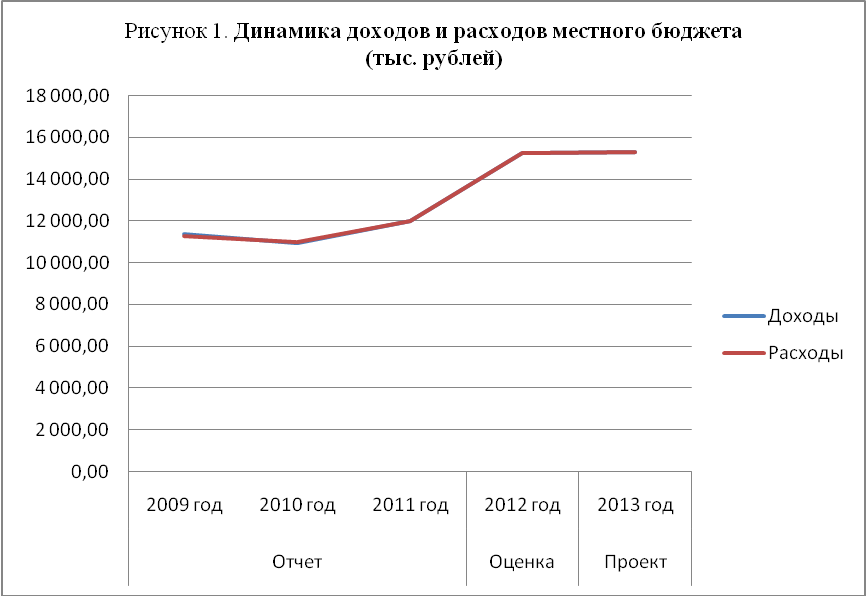 Рисунок 1. Динамика доходов и расходов местного бюджета
(тыс. рублей)
18 000,00
16 000,00
14 000,00
12 000,00
10 000,00
8 000,00
6 000,00
4 000,00
2 000,00
0,00
Доходы
Расходы
2009 год 2010 год 2011 год 2012 год 2013 год
Отчет Оценка Проект